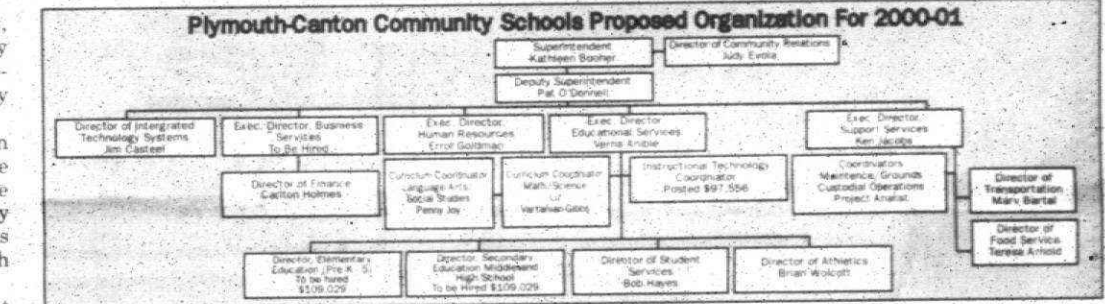 Plymouth-Canton Community Schools Proposed Organization For 2000-01
Superintendent
Kathleen Booher
Director of Community Relations
Judy Evola
Deputy Superintendent
Pat O'Donnell
Director of Intergrated
Technology Systems
Jim Casteel
Exec. Director, Business
Services
To Be Hired
Exec. Director,
Human Resources
Errol Goldman
Exec. Director
Educational Services
Verna Anible
Exec. Director,
Support Services
Ken Jacobs
Director of Finance
Carlton Holmes
Curriculum Coordinator
Language Arts
Social Studies
Penny Joy
Curriculum Coordinator
Math/Science
Instructional Technology
Coordinator
Posted $97,556
Coordinators
Maintence, Grounds
Custodial Operations
Project Analist
Director of
Transportation
Marv Bartal
Director of
Food Service
Teresa Arnold
Director, Elementary
Education (Pre K - 5)
To be hired
$109,029
Director, Secondary
Education Middle and
High School
To be Hired $109,029
Director of Student
Services
Bob Hayes
Director of Athletics
Brian Wolcott